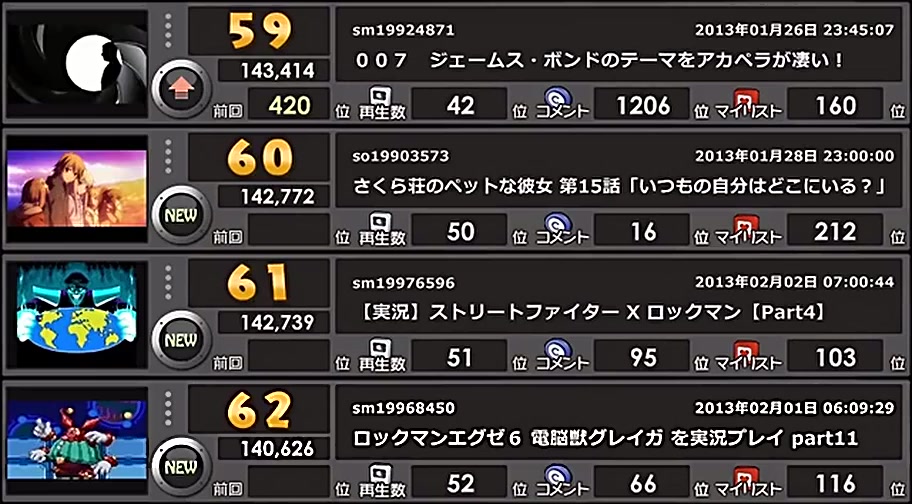 59
sm19924871 2013年01月26日 23:45:07
143,414
007 ジェームス・ボンドのテーマをアカペラが凄い!
前回 420 位 再生数 42 位 コメント 1206 位 マイリスト 160 位
60
so19903573 2013年01月28日 23:00:00
142,772
さくら荘のペットな彼女 第15話「いつもの自分はどこにいる?」
NEW
前回 位 再生数 50 位 コメント 16 位 マイリスト 212 位
61
sm19976596 2013年02月02日 07:00:44
142,739
【実況】ストリートファイター X ロックマン【Part4】
NEW
前回 位 再生数 51 位 コメント 95 位 マイリスト 103 位
62
sm19968450 2013年02月01日 06:09:29
140,626
ロックマンエグゼ6 電脳獣グレイガ を実況プレイ part11
NEW
前回 位 再生数 52 位 コメント 66 位 マイリスト 116 位